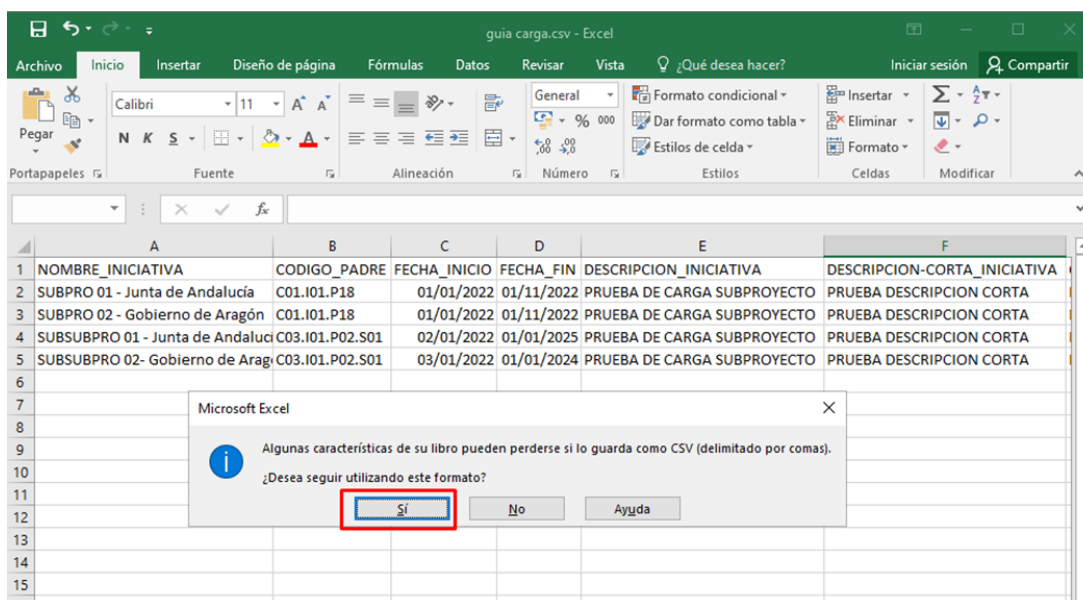 guia carga.csv - Excel
Archivo Inicio Insertar Diseño de página Fórmulas Datos Revisar Vista ¿Qué desea hacer? Iniciar sesión Compartir
Pegar
Calibri 11 A A
N K S A
General
% 000
Formato condicional
Dar formato como tabla
Estilos de celda
Insertar
Eliminar
Formato
Portapapeles Fuente Alineación Número Estilos Celdas Modificar
fx
A B C D E F
1 NOMBRE_INICIATIVA CODIGO_PADRE FECHA_INICIO FECHA_FIN DESCRIPCION_INICIATIVA DESCRIPCION-CORTA_INICIATIVA
2 SUBPRO 01 - Junta de Andalucía C01.I01.P18 01/01/2022 01/11/2022 PRUEBA DE CARGA SUBPROYECTO PRUEBA DESCRIPCION CORTA
3 SUBPRO 02 - Gobierno de Aragón C01.I01.P18 01/01/2022 01/11/2022 PRUEBA DE CARGA SUBPROYECTO PRUEBA DESCRIPCION CORTA
4 SUBSUBPRO 01 - Junta de Andaluci C03.I01.P02.S01 02/01/2022 01/01/2025 PRUEBA DE CARGA SUBPROYECTO PRUEBA DESCRIPCION CORTA
5 SUBSUBPRO 02- Gobierno de Arag C03.I01.P02.S01 03/01/2022 01/01/2024 PRUEBA DE CARGA SUBPROYECTO PRUEBA DESCRIPCION CORTA
6
7
8
9
10
11
12
13
14
15
Microsoft Excel
Algunas características de su libro pueden perderse si lo guarda como CSV (delimitado por comas).
¿Desea seguir utilizando este formato?
Sí No Ayuda